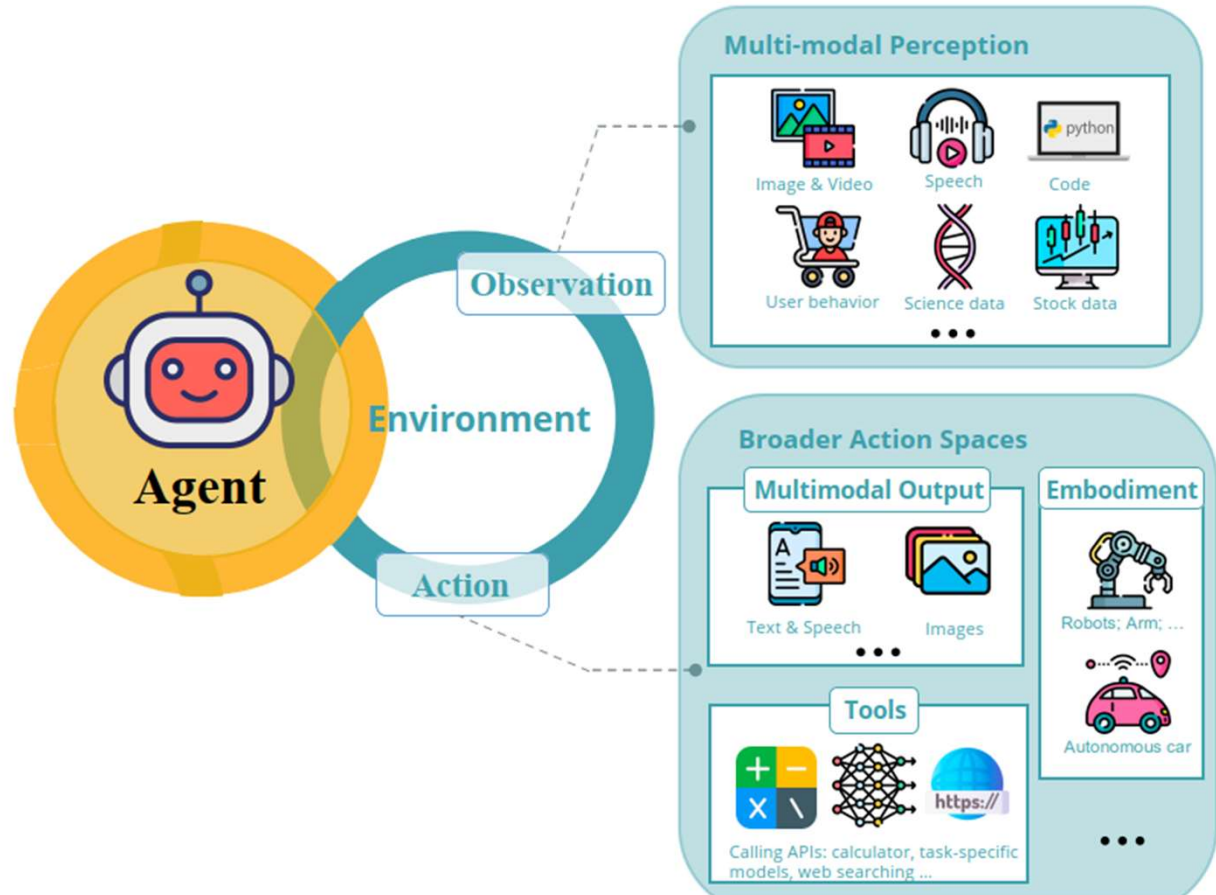 Multi-modal Perception
python
Image & Video
Speech
Code
User behavior
Science data
Stock data
•••
Observation
Environment
Agent
Action
Broader Action Spaces
Multimodal Output
Embodiment
A
Text & Speech
Images
•••
Robots; Arm; ...
Autonomous car
Tools
+ −
× \
https://
Calling APIs: calculator, task-specific
models, web searching ...
•••